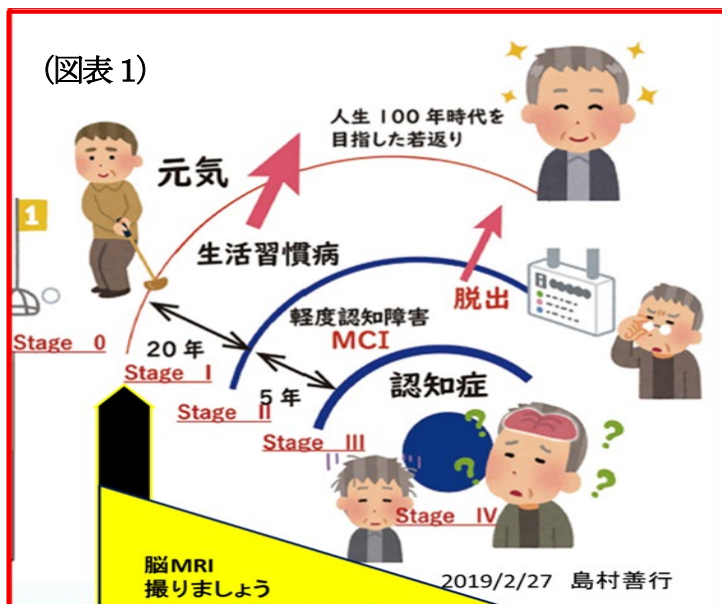 (図表1)
人生100年時代を
目指した若返り
元気
1
生活習慣病
脱出
軽度認知障害
MCI
Stage 0
20年
Stage I
5年
認知症
Stage II
Stage III
Stage IV
脳MRI
撮りましょう
2019/2/27 島村善行